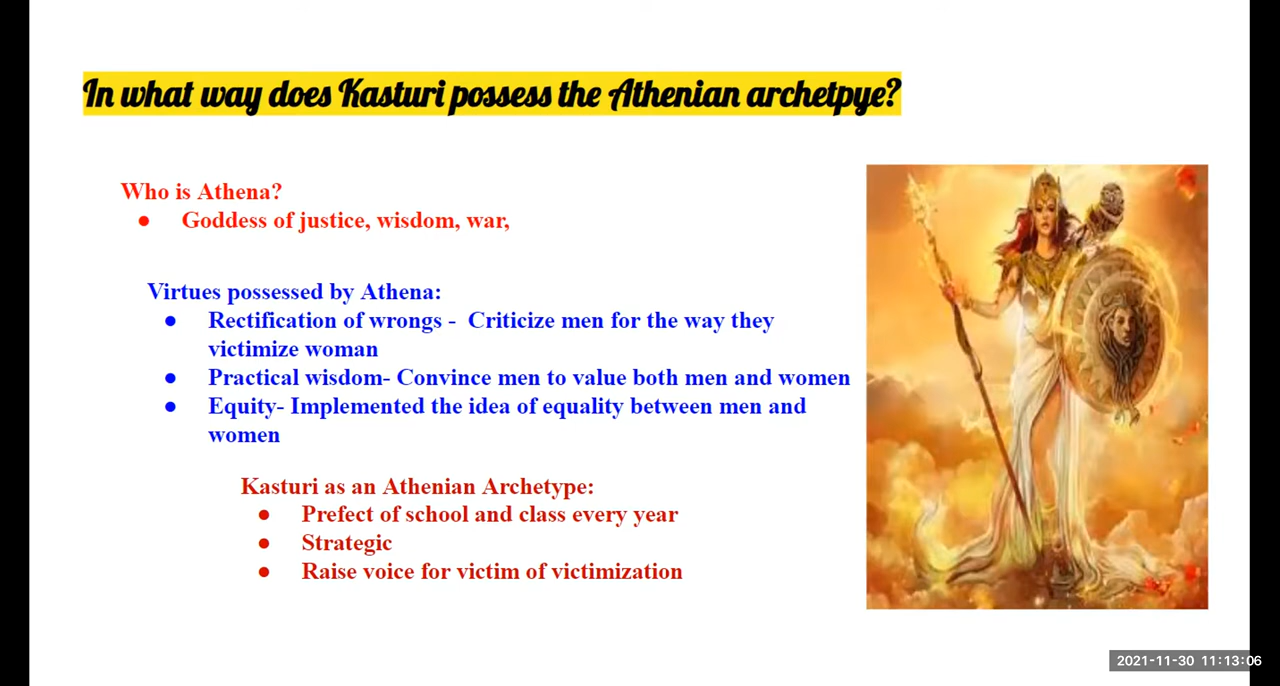 In what way does Kasturi possess the Athenian archetpye?
Who is Athena?
● Goddess of justice, wisdom, war,
Virtues possessed by Athena:
● Rectification of wrongs - Criticize men for the way they
victimize woman
● Practical wisdom- Convince men to value both men and women
● Equity- Implemented the idea of equality between men and
women
Kasturi as an Athenian Archetype:
● Prefect of school and class every year
● Strategic
● Raise voice for victim of victimization
2021-11-30 11:13:06